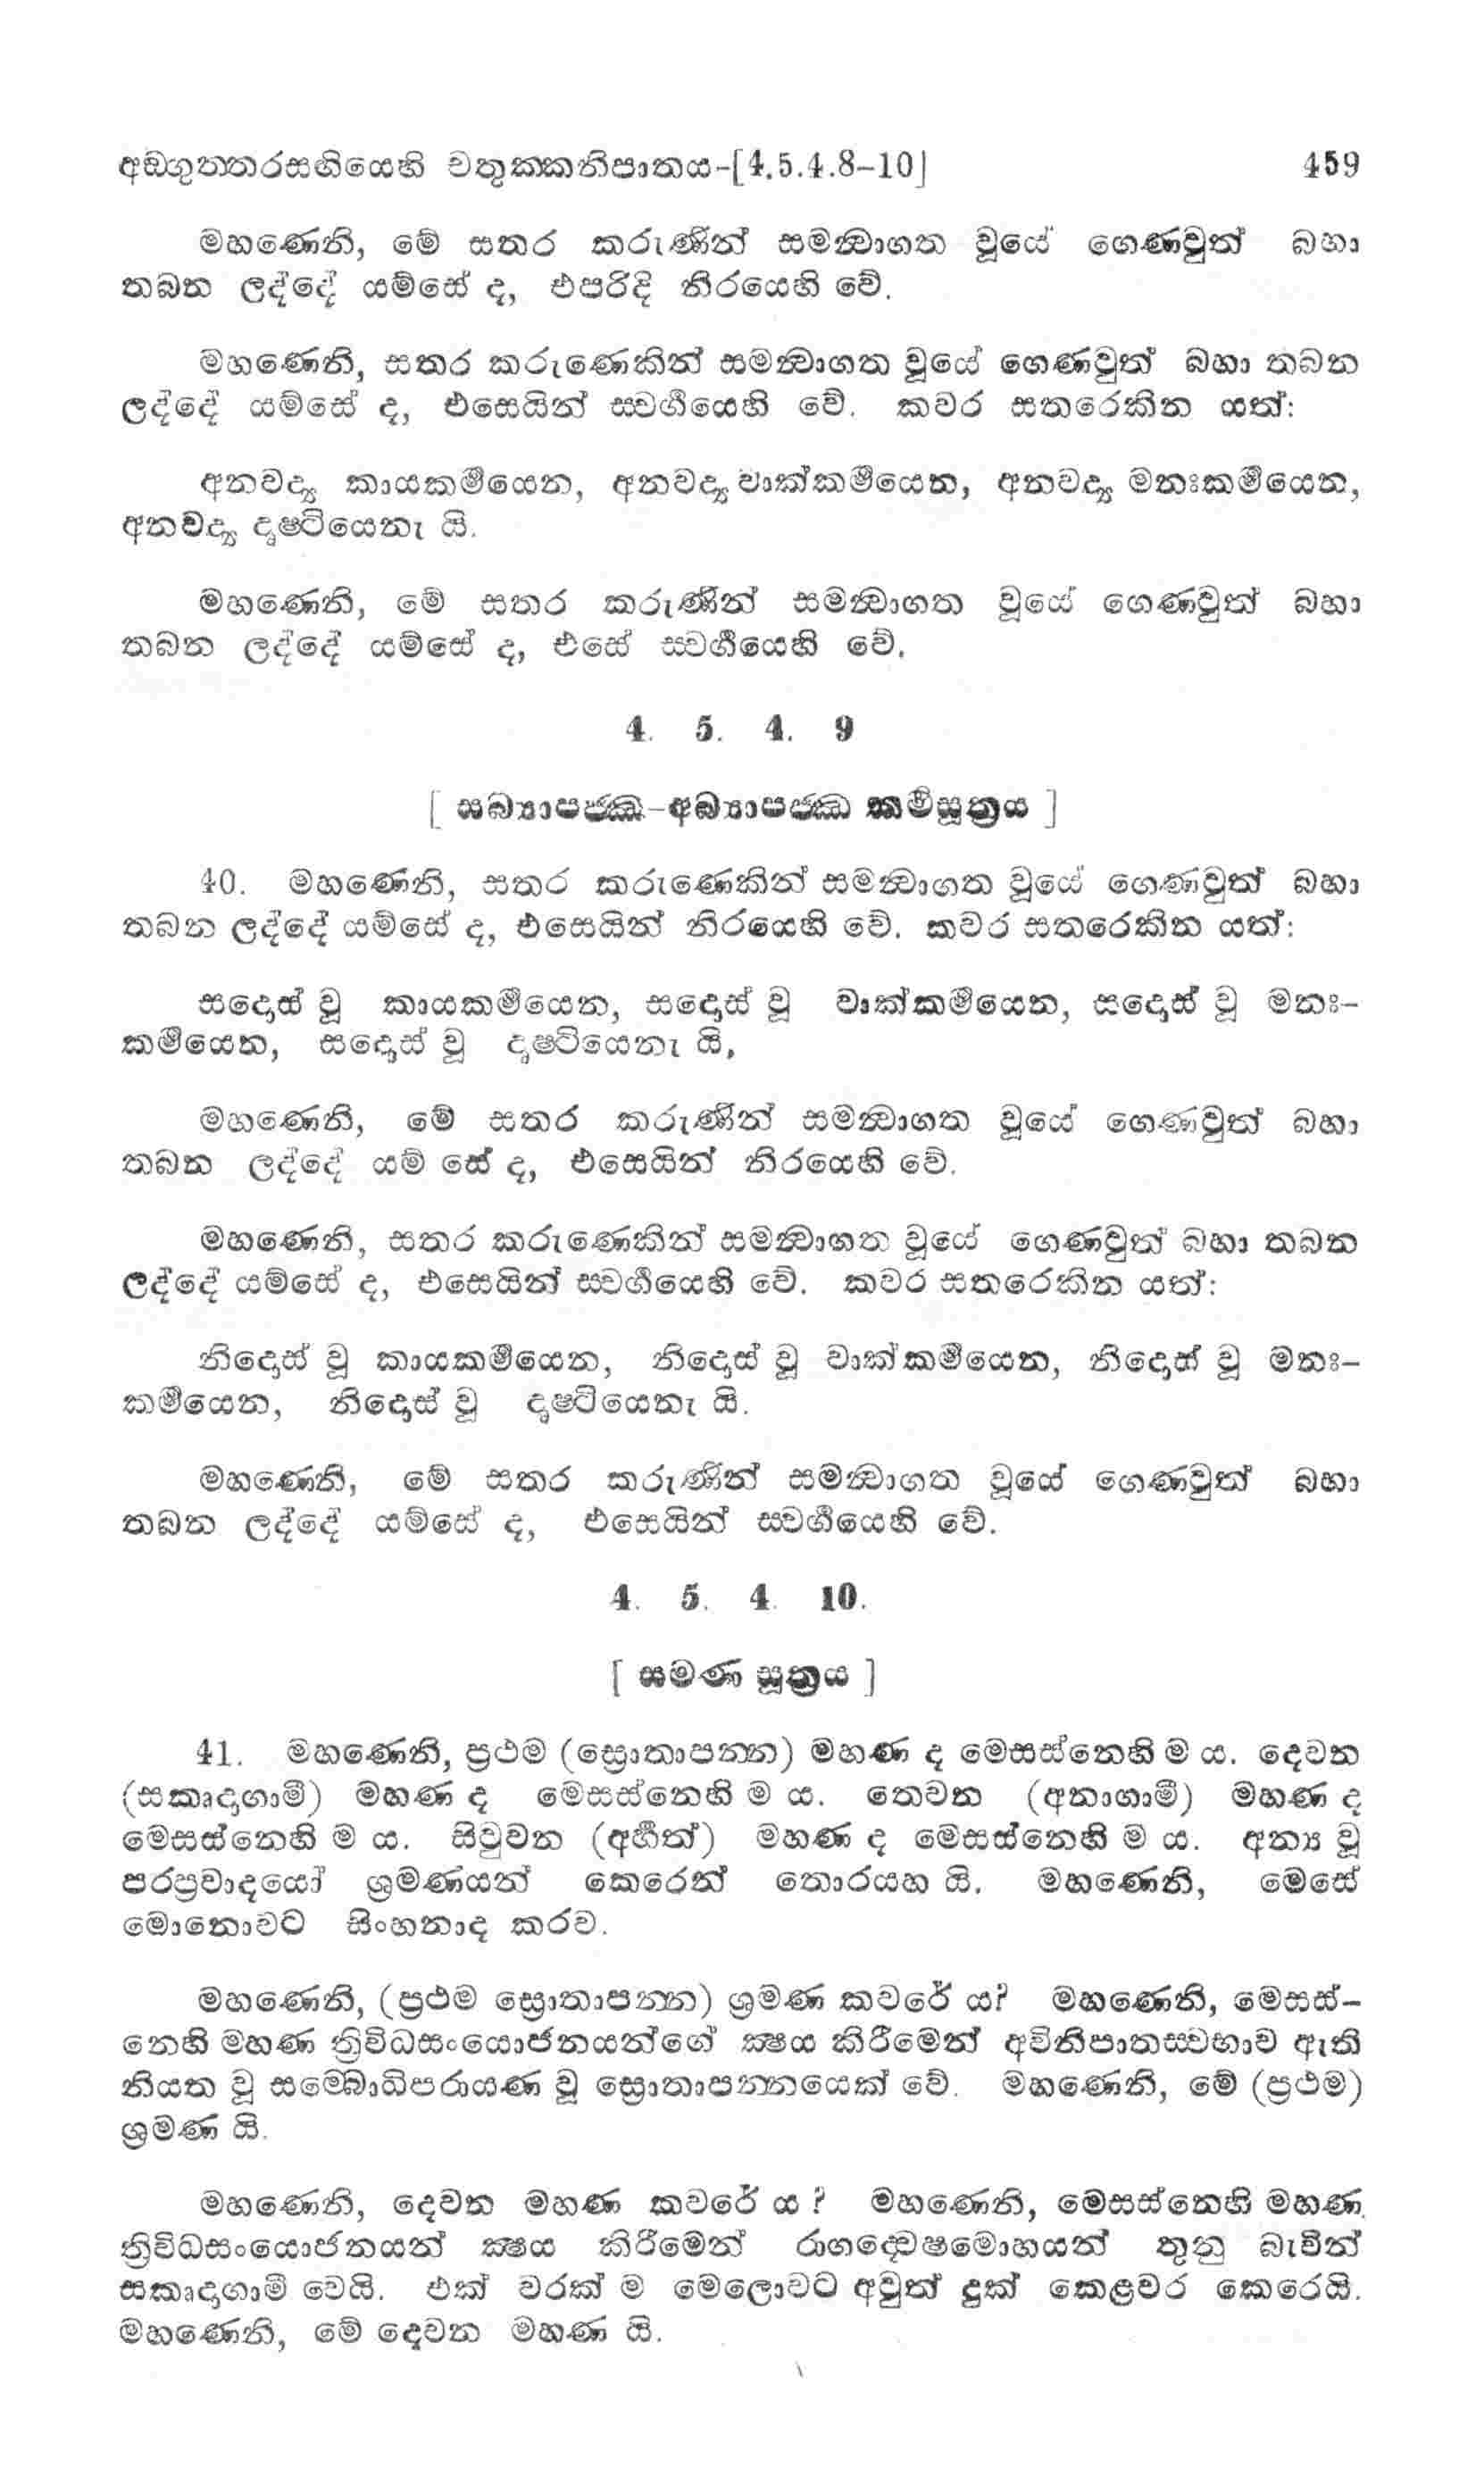 අඞ්ගුත්තරසඟියෙහි චතුක්කනිපාතය-[4.5.4.8-10] 459
මහණෙනි, මේ සතර කරුණින් සමන්වාගත වූයේ ගෙණවුත් බහා
තබන ලද්දේ යම්සේ ද, එපරිදි නිරයෙහි වේ.
මහණෙනි, සතර කරුණෙකින් සමන්වාගත වූයේ ගෙණවුත් බහා තබන
ලද්දේ යම්සේ ද, එසෙයින් ස්වර්ගයෙහි වේ. කවර සතරෙකින යත්:
අනවද්‍ය කායකර්මයෙන, අනවද්‍ය වාක්කර්මයෙන, අනවද්‍ය මනඃකර්මයෙන,
අනවද්‍ය දෘෂ්ටියෙනැ යි.
මහණෙනි, මේ සතර කරුණින් සමන්වාගත වූයේ ගෙණවුත් බහා
තබන ලද්දේ යම්සේ ද, එසේ ස්වර්ගයෙහි වේ.
4. 5. 4. 9
[ සබ්‍යාපජ්ඣ-අබ්‍යාපජ්ඣ කර්මසූත්‍රය ]
40. මහණෙනි, සතර කරුණෙකින් සමන්වාගත වූයේ ගෙණවුත් බහා
තබන ලද්දේ යම්සේ ද, එසෙයින් නිරයෙහි වේ. කවර සතරෙකින යත්:
සදොස් වූ කායකර්මයෙන, සදොස් වූ වාක්කර්මයෙන, සදොස් වූ මනඃ-
කර්මයෙන, සදොස් වූ දෘෂ්ටියෙනැ යි.
මහණෙනි, මේ සතර කරුණින් සමන්වාගත වූයේ ගෙණවුත් බහා
තබන ලද්දේ යම් සේ ද, එසෙයින් නිරයෙහි වේ.
මහණෙනි, සතර කරුණෙකින් සමන්වාගත වූයේ ගෙණවුත් බහා තබන
ලද්දේ යම්සේ ද, එසෙයින් ස්වර්ගයෙහි වේ. කවර සතරෙකින යත්:
නිදොස් වූ කායකර්මයෙන, නිදොස් වූ වාක්කර්මයෙන, නිදොස් වූ මනඃ-
කර්මයෙන, නිදොස් වූ දෘෂ්ටියෙනැ යි.
මහණෙනි, මේ සතර කරුණින් සමන්වාගත වූයේ ගෙණවුත් බහා
තබන ලද්දේ යම්සේ ද, එසෙයින් ස්වර්ගයෙහි වේ.
4. 5. 4. 10.
[ සමණ සූත්‍රය ]
41. මහණෙනි, ප්‍රථම (ස්‍රොතාපන්න) මහණ ද මෙසස්නෙහි ම ය. දෙවන
(සකෘදාගාමී) මහණ ද මෙසස්නෙහි ම ය. තෙවන (අනාගාමී) මහණ ද
මෙසස්නෙහි ම ය. සිවුවන (අර්හත්) මහණ ද මෙසස්නෙහි ම ය. අන්‍ය වූ
පරප්‍රවාදයෝ ශ්‍රමණයන් කෙරෙන් තොරයහ යි. මහණෙනි, මෙසේ
මොනොවට සිංහනාද කරව.
මහණෙනි, (ප්‍රථම ස්‍රොතාපන්න) ශ්‍රමණ කවරේ ය? මහණෙනි, මෙසස්-
නෙහි මහණ ත්‍රිවිධසංයොජනයන්ගේ ක්‍ෂය කිරීමෙන් අවිනිපාතස්වභාව ඇති
නියත වූ සම්බොධිපරායණ වූ ස්‍රොතාපන්නයෙක් වේ. මහණෙනි, මේ (ප්‍රථම)
ශ්‍රමණ යි.
මහණෙනි, දෙවන මහණ කවරේ ය? මහණෙනි, මෙසස්නෙහි මහණ
ත්‍රිවිධසංයොජනයන් ක්‍ෂය කිරීමෙන් රාගද්වෙෂමොහයන් තුනු බැවින්
සකෘදාගාමී වෙයි. එක් වරක් ම මෙලොවට අවුත් දුක් කෙළවර කෙරෙයි.
මහණෙනි, මේ දෙවන මහණ යි.